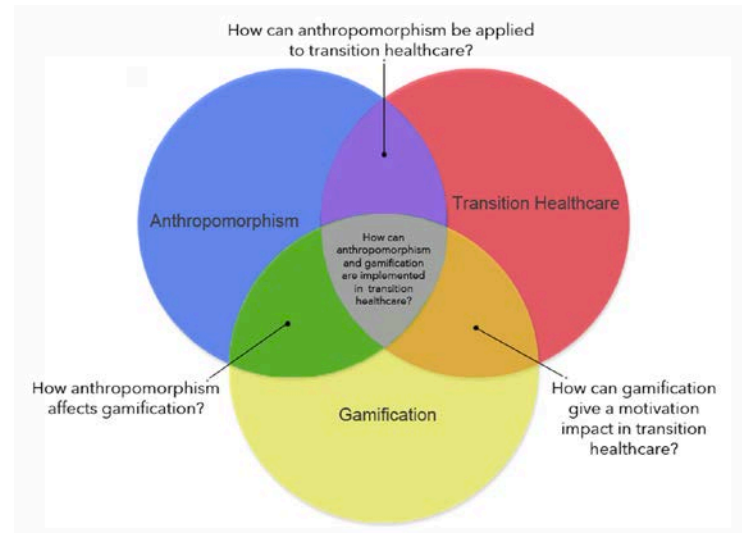 How can anthropomorphism be applied
to transition healthcare?
Anthropomorphism
Transition Healthcare
How can
anthropomorphism
and gamification
are implemented
in transition
healthcare?
How anthropomorphism
affects gamification?
Gamification
How can gamification
give a motivation
impact in transition
healthcare?